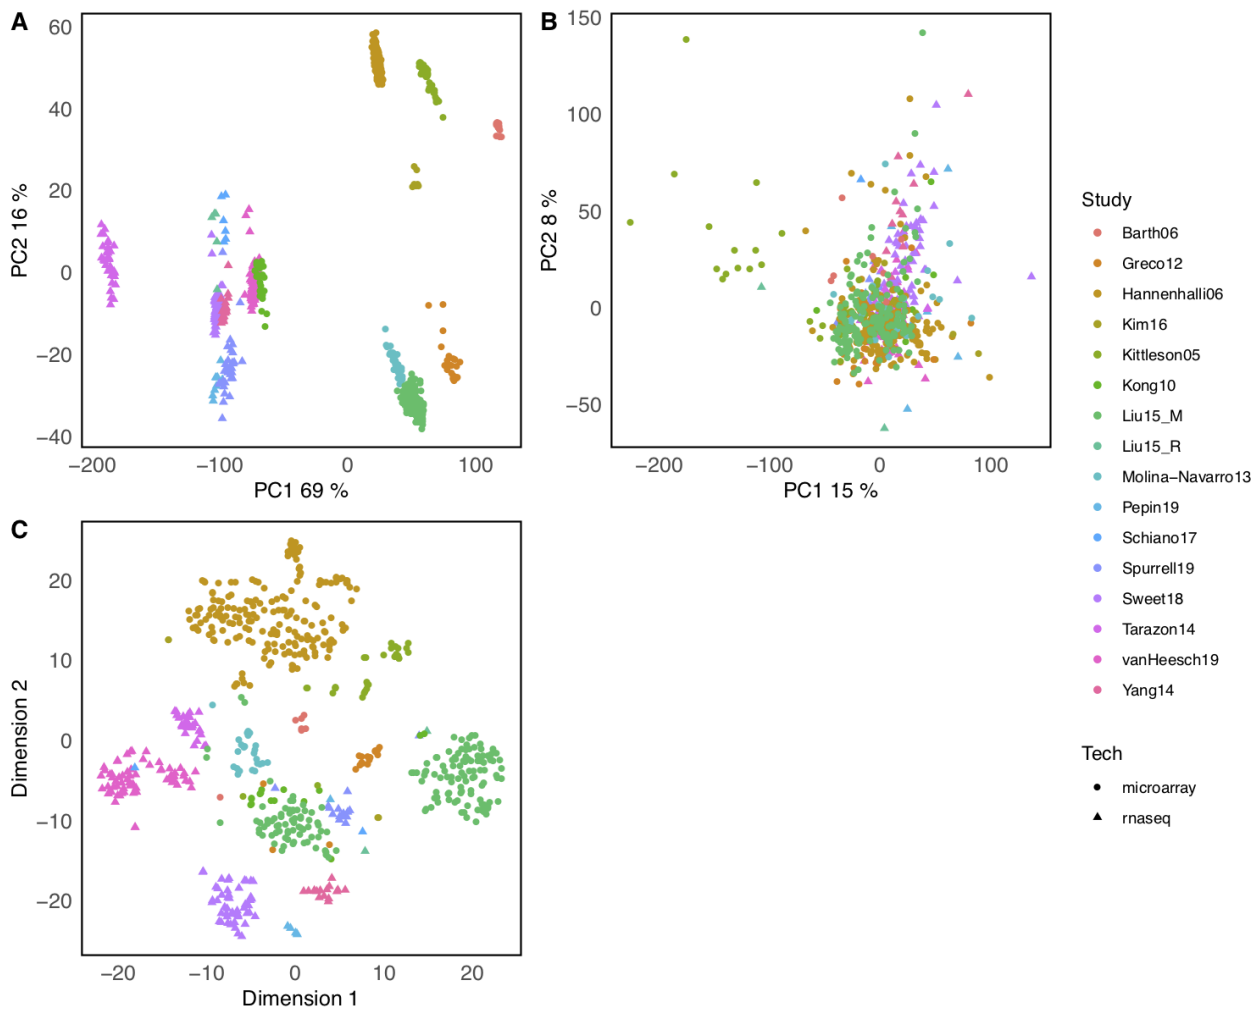 A
60
40
20
0
−20
−40
PC2 16 %
−200
−100
0
100
PC1 69 %
B
150
100
50
0
−50
PC2 8 %
−200
−100
0
100
PC1 15 %
C
20
10
0
−10
−20
Dimension 2
−20
−10
0
10
20
Dimension 1
Study
Barth06
Greco12
Hannenhalli06
Kim16
Kittleson05
Kong10
Liu15_M
Liu15_R
Molina−Navarro13
Pepin19
Schiano17
Spurrell19
Sweet18
Tarazon14
vanHeesch19
Yang14
Tech
microarray
rnaseq